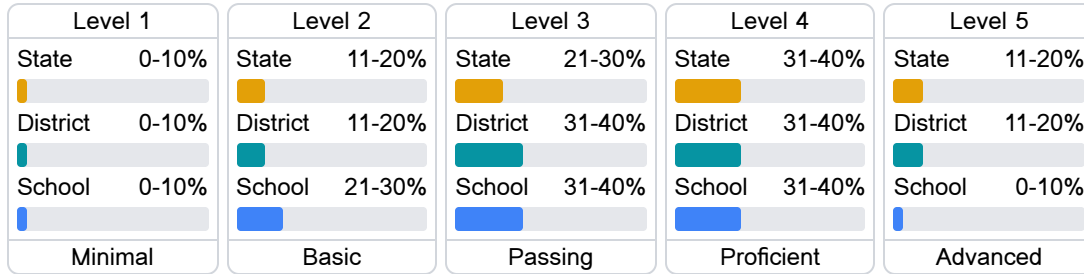 Level 1
State 0-10%
District 0-10%
School 0-10%
Minimal
Level 2
State 11-20%
District 11-20%
School 21-30%
Basic
Level 3
State 21-30%
District 31-40%
School 31-40%
Passing
Level 4
State 31-40%
District 31-40%
School 31-40%
Proficient
Level 5
State 11-20%
District 11-20%
School 0-10%
Advanced